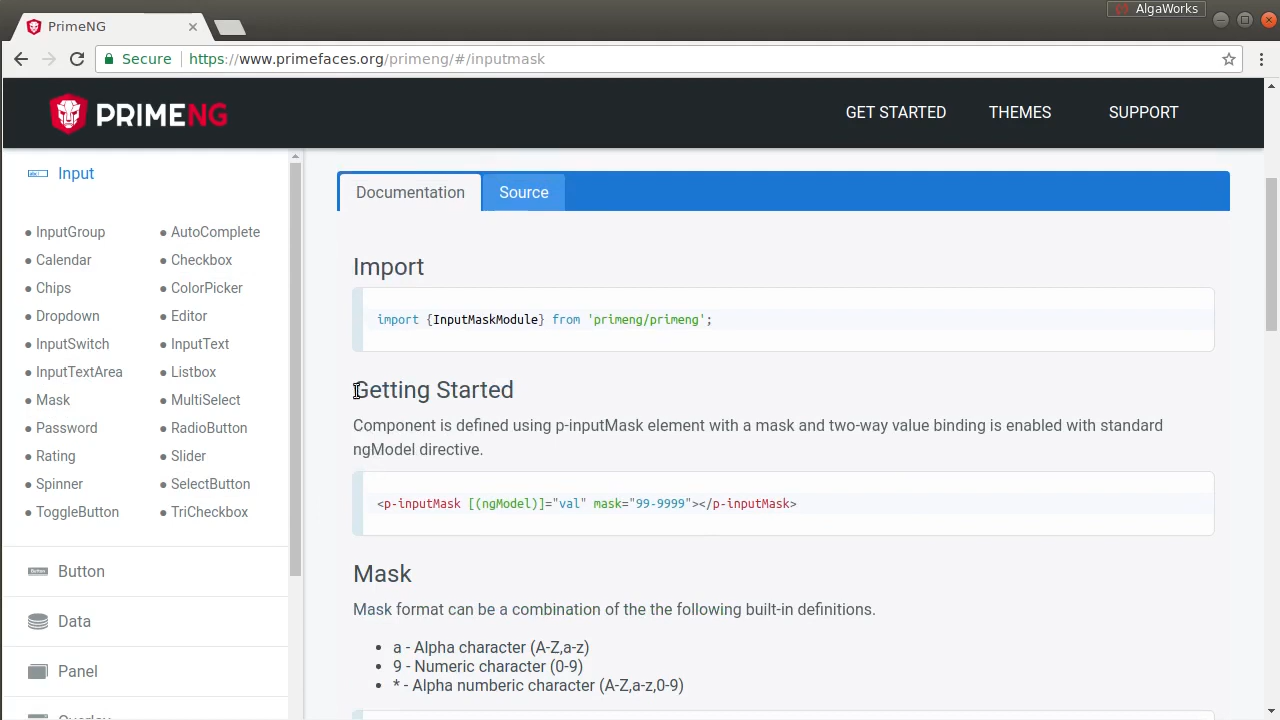 AlgaWorks
PrimeNG
Secure https://www.primefaces.org/primeng/#/inputmask
PRIMENG
GET STARTED THEMES SUPPORT
Input
InputGroup AutoComplete
Calendar Checkbox
Chips ColorPicker
Dropdown Editor
InputSwitch InputText
InputTextArea Listbox
Mask MultiSelect
Password RadioButton
Rating Slider
Spinner SelectButton
ToggleButton TriCheckbox
Button
Data
Panel
Documentation Source
Import
import {InputMaskModule} from 'primeng/primeng';
Getting Started
Component is defined using p-inputMask element with a mask and two-way value binding is enabled with standard
ngModel directive.
<p-inputMask [(ngModel)]="val" mask="99-9999"></p-inputMask>
Mask
Mask format can be a combination of the the following built-in definitions.
a - Alpha character (A-Z,a-z)
9 - Numeric character (0-9)
* - Alpha numberic character (A-Z,a-z,0-9)